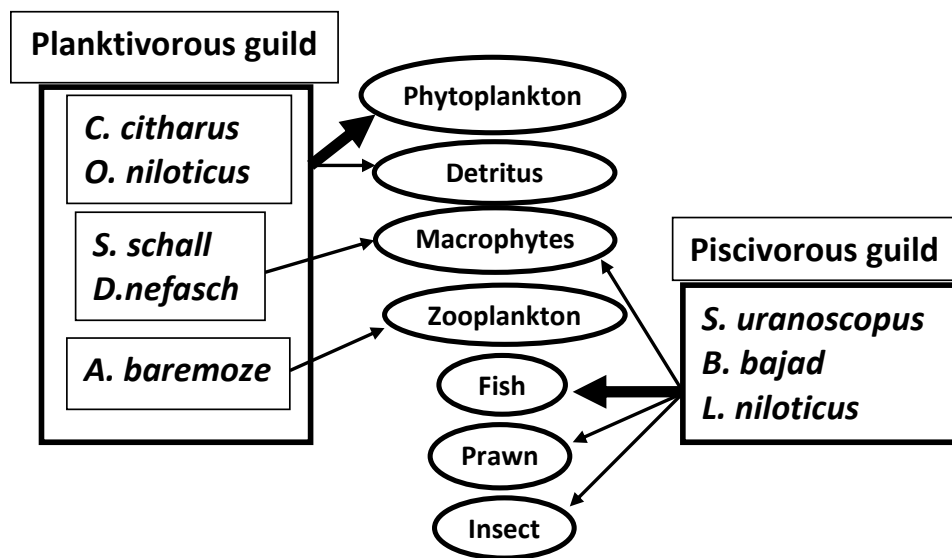 Planktivorous guild
C. citharus
O. niloticus
S. schall
D.nefasch
A. baremoze
Phytoplankton
Detritus
Macrophytes
Zooplankton
Fish
Prawn
Insect
Piscivorous guild
S. uranoscopus
B. bajad
L. niloticus